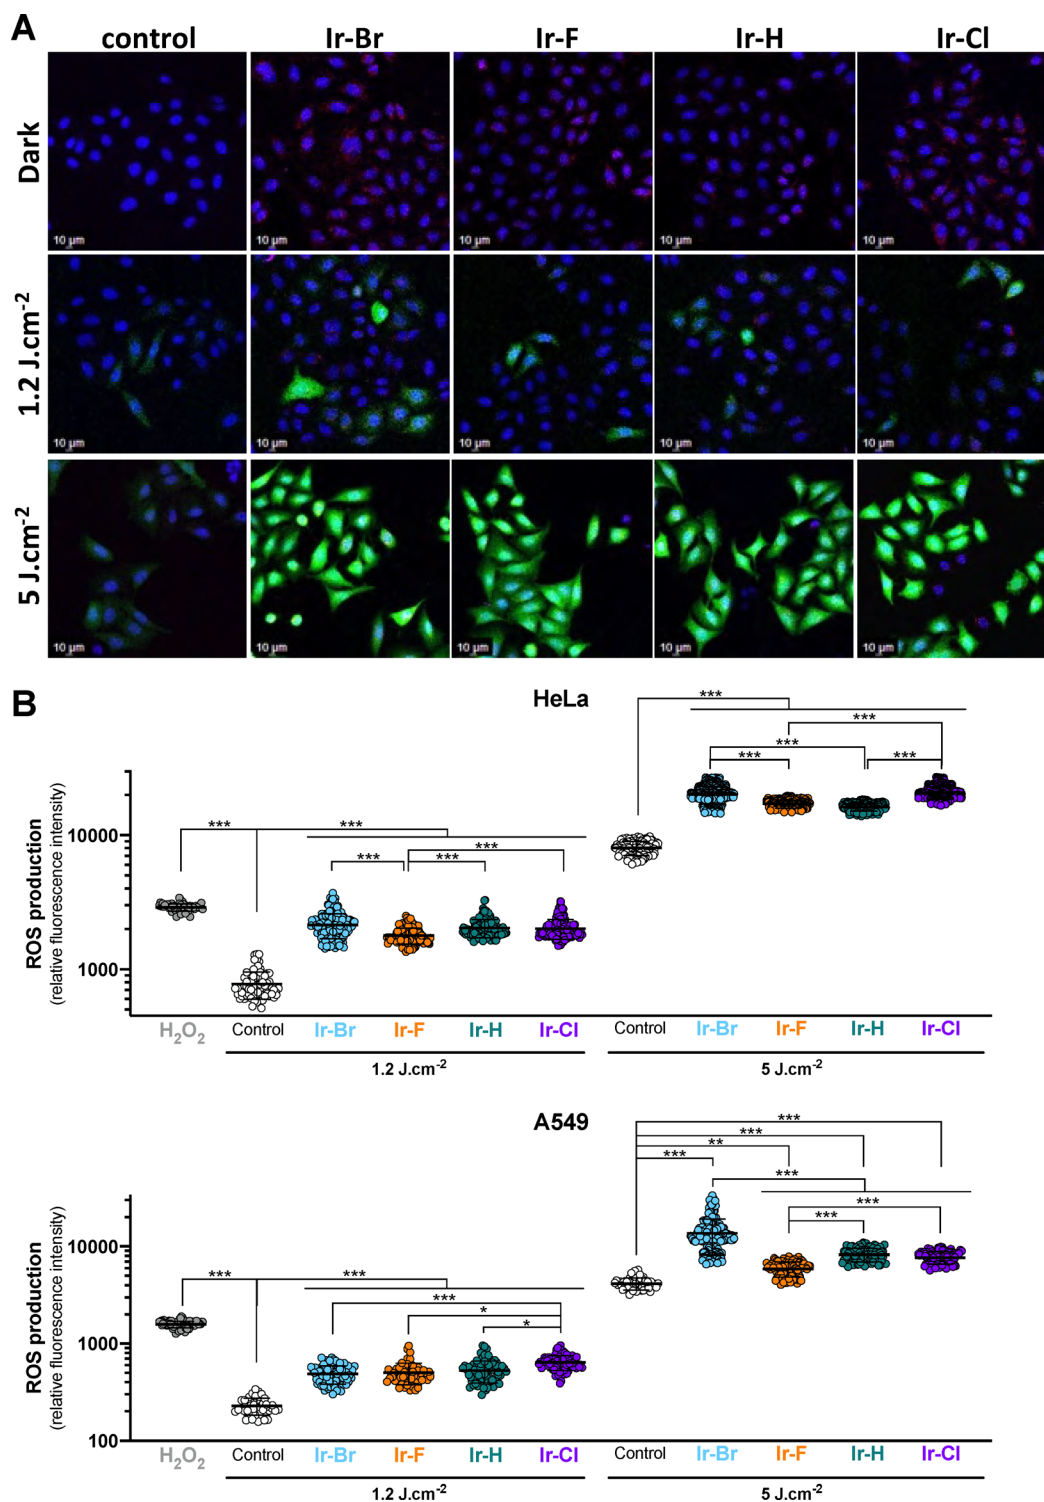 A
control Ir-Br Ir-F Ir-H Ir-Cl
Dark
10 µm 10 µm 10 µm 10 µm 10 µm
1.2 J.cm-2
10 µm 10 µm 10 µm 10 µm 10 µm
5 J.cm-2
10 µm 10 µm 10 µm 10 µm 10 µm
B
HeLa
***
***
***
*** ***
*** ***
***
*** ***
ROS production
(relative fluorescence intensity)
10000
1000
H2O2 Control Ir-Br Ir-F Ir-H Ir-Cl Control Ir-Br Ir-F Ir-H Ir-Cl
1.2 J.cm-2 5 J.cm-2
A549
***
***
**
***
***
***
***
*** ***
***
*
*
ROS production
(relative fluorescence intensity)
10000
1000
100
H2O2 Control Ir-Br Ir-F Ir-H Ir-Cl Control Ir-Br Ir-F Ir-H Ir-Cl
1.2 J.cm-2 5 J.cm-2